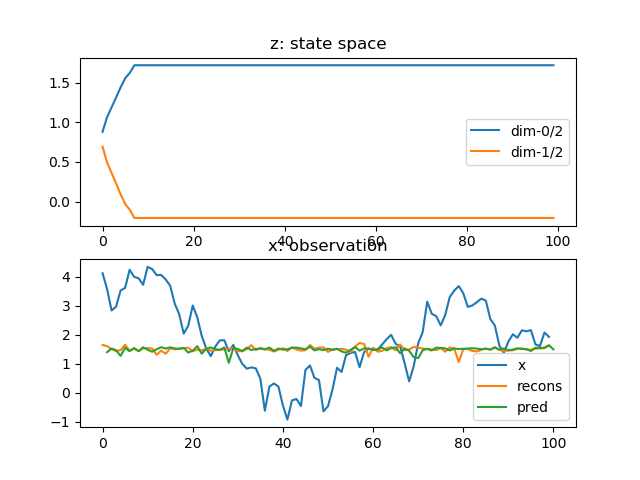 z: state space
1.5
1.0
0.5
0.0
dim-0/2
dim-1/2
0 20 40 60 80 100
x: observation
4
3
2
1
0
−1
x
recons
pred
0 20 40 60 80 100